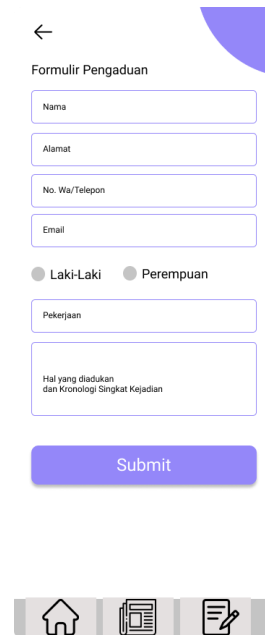 Formulir Pengaduan
Nama
Alamat
No. Wa/Telepon
Email
Laki-Laki
Perempuan
Pekerjaan
Hal yang diadukan
dan Kronologi Singkat Kejadian
Submit